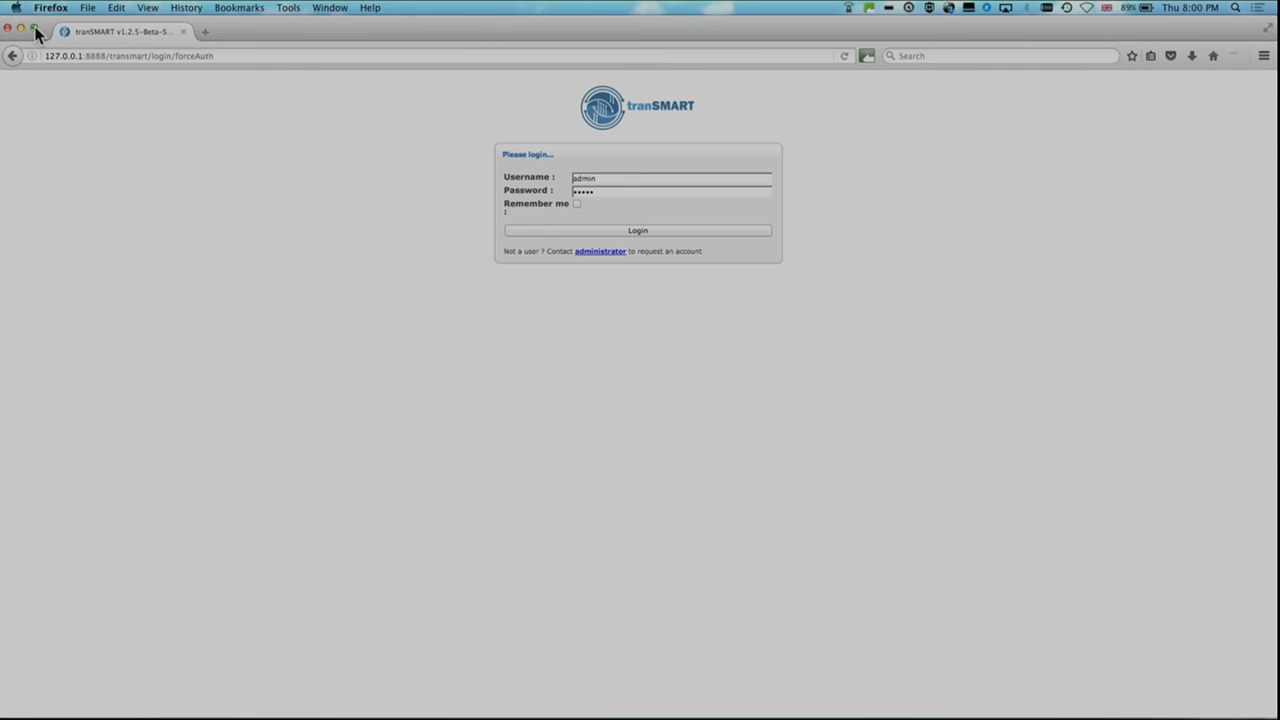 Firefox File Edit View History Bookmarks Tools Window Help 89% Thu 8:00 PM
tranSMART v1.2.5-Beta-S...
127.0.0.1:8888/transmart/login/forceAuth Search
tranSMART
Please login...
Username : admin
Password : •••••
Remember me
:
Login
Not a user ? Contact administrator to request an account